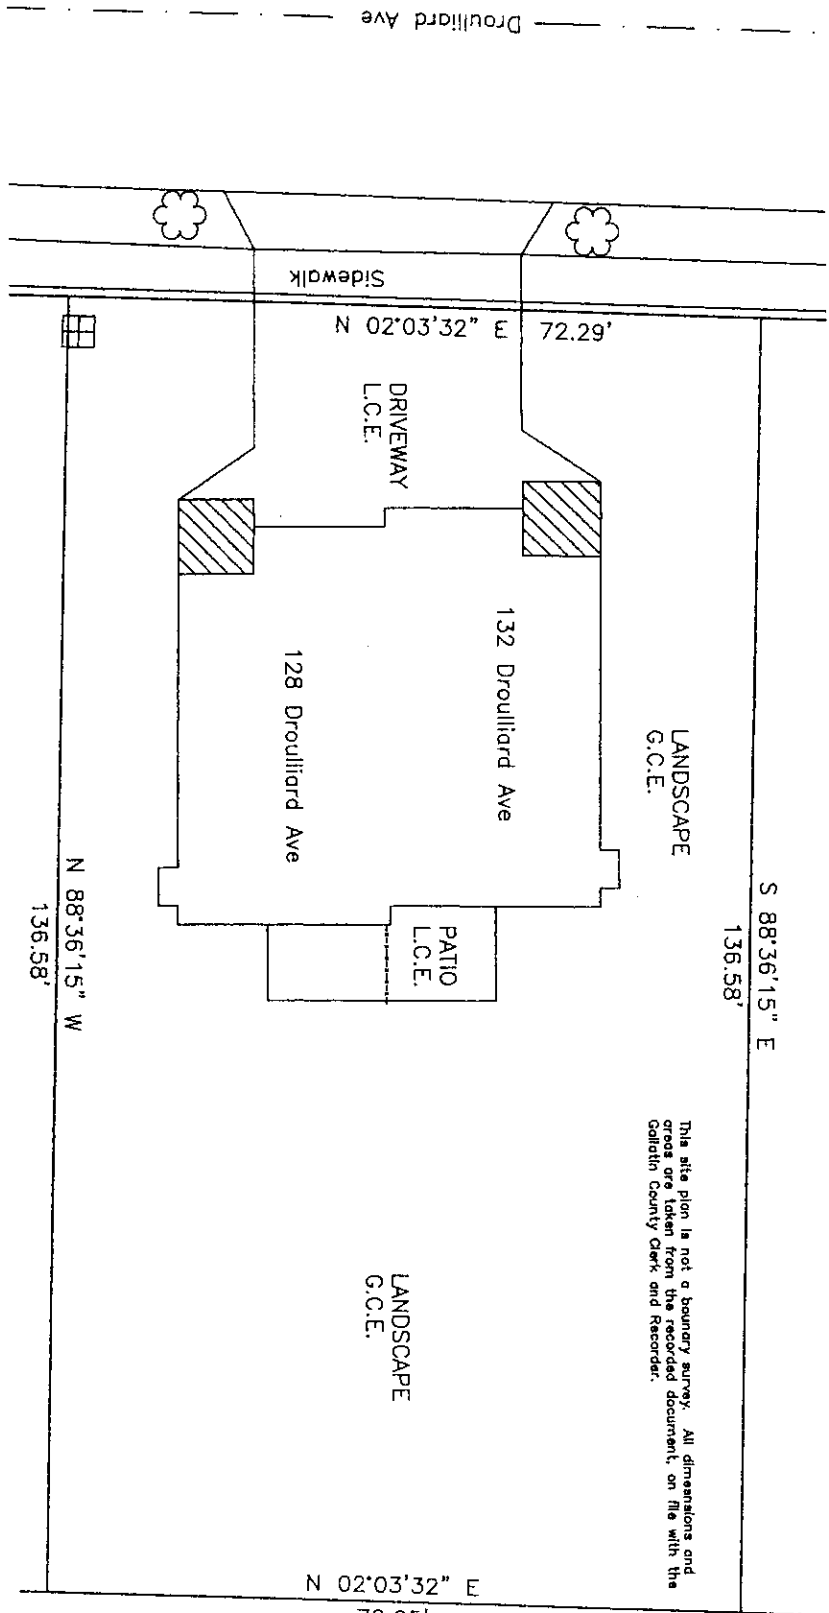 Droulliard Ave
Sidewalk
N 02°03'32" E 72.29'
DRIVEWAY
L.C.E.
132 Droulliard Ave
128 Droulliard Ave
LANDSCAPE
G.C.E.
S 88°36'15" E
136.58'
PATIO
L.C.E.
N 88°36'15" W
136.58'
This site plan is not a bounary survey. All dimensions and
areas are taken from the recorded document, on file with the
Gallatin County Clerk and Recorder.
LANDSCAPE
G.C.E.
N 02°03'32" E